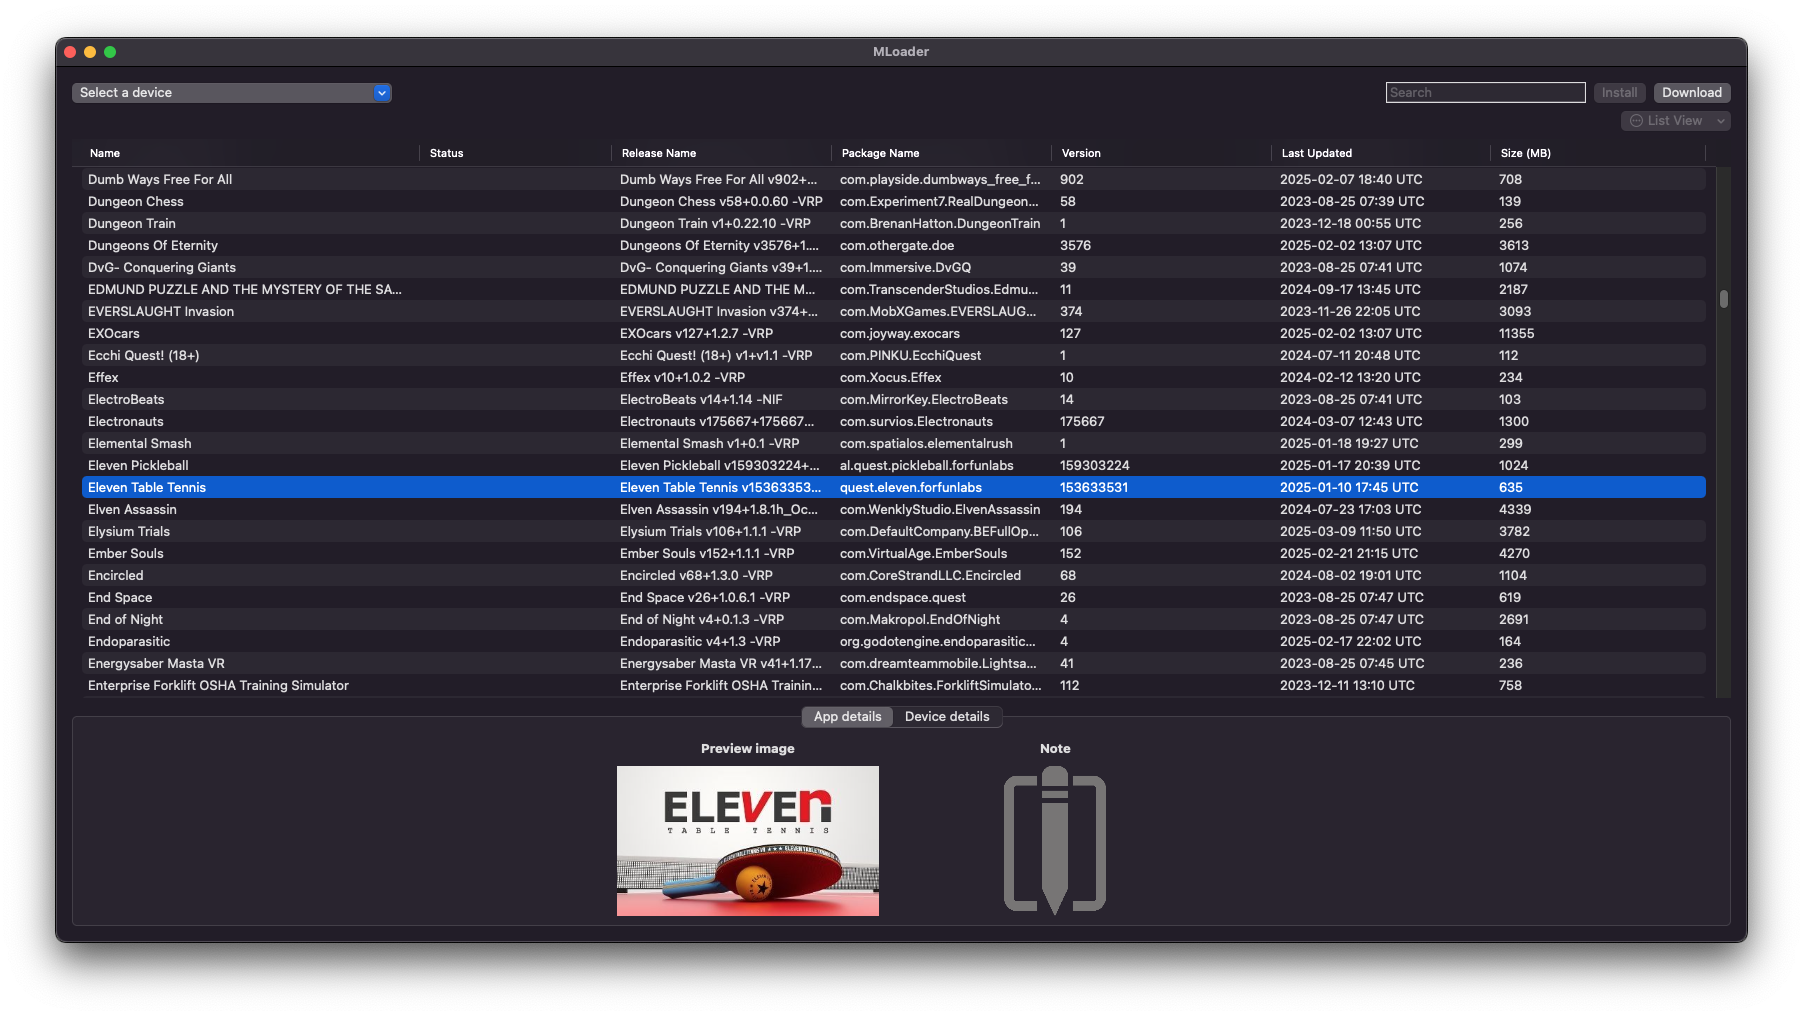 MLoader
Select a device
Search Install Download
List View
Name Status Release Name Package Name Version Last Updated Size (MB)
Dumb Ways Free For All Dumb Ways Free For All v902+... com.playside.dumbways_free_f... 902 2025-02-07 18:40 UTC 708
Dungeon Chess Dungeon Chess v58+0.0.60 -VRP com.Experiment7.RealDungeon... 58 2023-08-25 07:39 UTC 139
Dungeon Train Dungeon Train v1+0.22.10 -VRP com.BrenanHatton.DungeonTrain 1 2023-12-18 00:55 UTC 256
Dungeons Of Eternity Dungeons Of Eternity v3576+1.... com.othergate.doe 3576 2025-02-02 13:07 UTC 3613
DvG- Conquering Giants DvG- Conquering Giants v39+1.... com.Immersive.DvGQ 39 2023-08-25 07:41 UTC 1074
EDMUND PUZZLE AND THE MYSTERY OF THE SA... EDMUND PUZZLE AND THE M... com.TranscenderStudios.Edmu... 11 2024-09-17 13:45 UTC 2187
EVERSLAUGHT Invasion EVERSLAUGHT Invasion v374+... com.MobXGames.EVERSLAUG... 374 2023-11-26 22:05 UTC 3093
EXOcars EXOcars v127+1.2.7 -VRP com.joyway.exocars 127 2025-02-02 13:07 UTC 11355
Ecchi Quest! (18+) Ecchi Quest! (18+) v1+v1.1 -VRP com.PINKU.EcchiQuest 1 2024-07-11 20:48 UTC 112
Effex Effex v10+1.0.2 -VRP com.Xocus.Effex 10 2024-02-12 13:20 UTC 234
ElectroBeats ElectroBeats v14+1.14 -NIF com.MirrorKey.ElectroBeats 14 2023-08-25 07:41 UTC 103
Electronauts Electronauts v175667+175667... com.survios.Electronauts 175667 2024-03-07 12:43 UTC 1300
Elemental Smash Elemental Smash v1+0.1 -VRP com.spatialos.elementalrush 1 2025-01-18 19:27 UTC 299
Eleven Pickleball Eleven Pickleball v159303224+... al.quest.pickleball.forfunlabs 159303224 2025-01-17 20:39 UTC 1024
Eleven Table Tennis Eleven Table Tennis v15363353... quest.eleven.forfunlabs 153633531 2025-01-10 17:45 UTC 635
Elven Assassin Elven Assassin v194+1.8.1h_Oc... com.WenklyStudio.ElvenAssassin 194 2024-07-23 17:03 UTC 4339
Elysium Trials Elysium Trials v106+1.1.1 -VRP com.DefaultCompany.BEFullOp... 106 2025-03-09 11:50 UTC 3782
Ember Souls Ember Souls v152+1.1.1 -VRP com.VirtualAge.EmberSouls 152 2025-02-21 21:15 UTC 4270
Encircled Encircled v68+1.3.0 -VRP com.CoreStrandLLC.Encircled 68 2024-08-02 19:01 UTC 1104
End Space End Space v26+1.0.6.1 -VRP com.endspace.quest 26 2023-08-25 07:47 UTC 619
End of Night End of Night v4+0.1.3 -VRP com.Makropol.EndOfNight 4 2023-08-25 07:47 UTC 2691
Endoparasitic Endoparasitic v4+1.3 -VRP org.godotengine.endoparasitic... 4 2025-02-17 22:02 UTC 164
Energysaber Masta VR Energysaber Masta VR v41+1.17... com.dreamteammobile.Lightsa... 41 2023-08-25 07:45 UTC 236
Enterprise Forklift OSHA Training Simulator Enterprise Forklift OSHA Trainin... com.Chalkbites.ForkliftSimulato... 112 2023-12-11 13:10 UTC 758
App details Device details
Preview image Note
ELEVEn
TABLE TENNIS